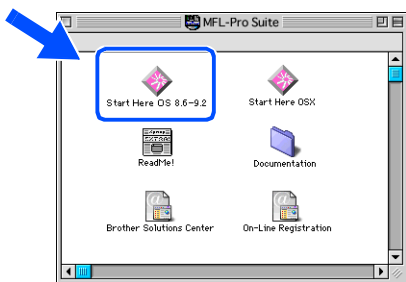 MFL-Pro Suite
Start Here OS 8.6-9.2
Start Here OSX
ReadMe!
Documentation
Brother Solutions Center
On-Line Registration